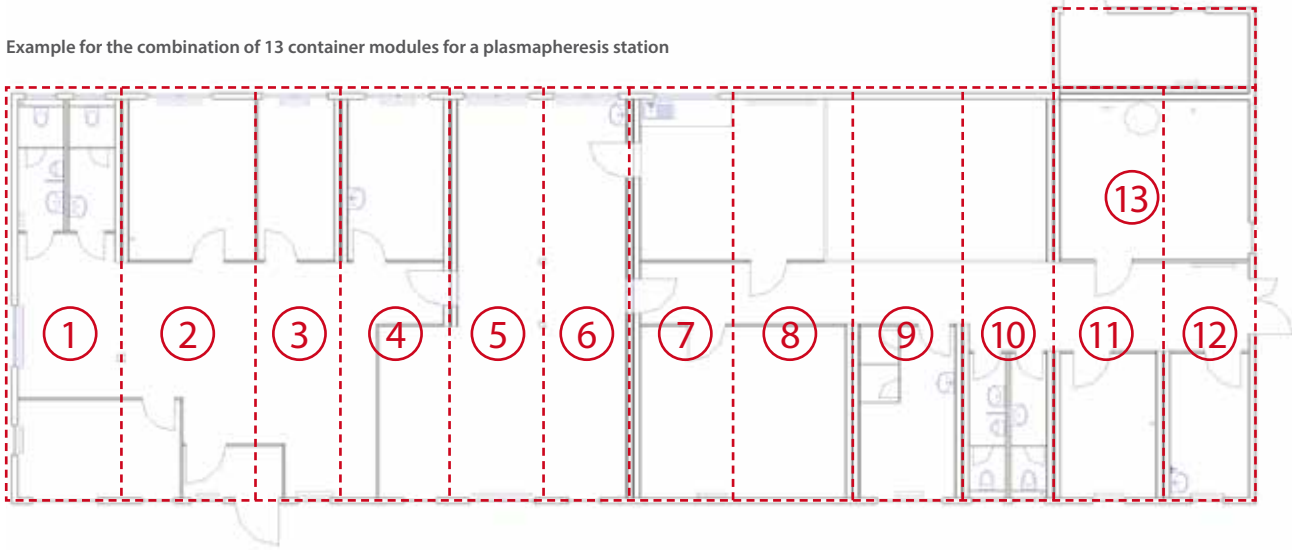 Example for the combination of 13 container modules for a plasmapheresis station
13
1 2 3 4 5 6 7 8 9 10 11 12